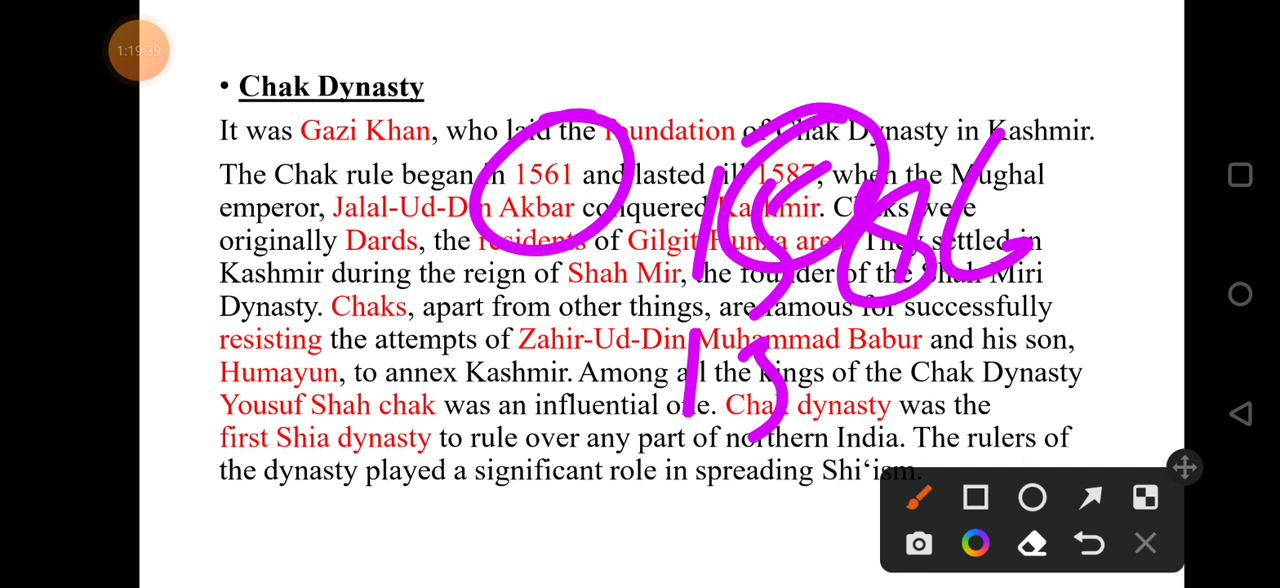 1:19:39
• Chak Dynasty
It was Gazi Khan, who laid the foundation of Chak Dynasty in Kashmir.
The Chak rule began in 1561 and lasted till 1587, when the Mughal
emperor, Jalal-Ud-Din Akbar conquered Kashmir. Chaks were
originally Dards, the residents of Gilgit Hunza area. They settled in
Kashmir during the reign of Shah Mir, the founder of the Shah Miri
Dynasty. Chaks, apart from other things, are famous for successfully
resisting the attempts of Zahir-Ud-Din Muhammad Babur and his son,
Humayun, to annex Kashmir. Among all the kings of the Chak Dynasty
Yousuf Shah chak was an influential one. Chak dynasty was the
first Shia dynasty to rule over any part of northern India. The rulers of
the dynasty played a significant role in spreading Shi‘ism.
1586
15